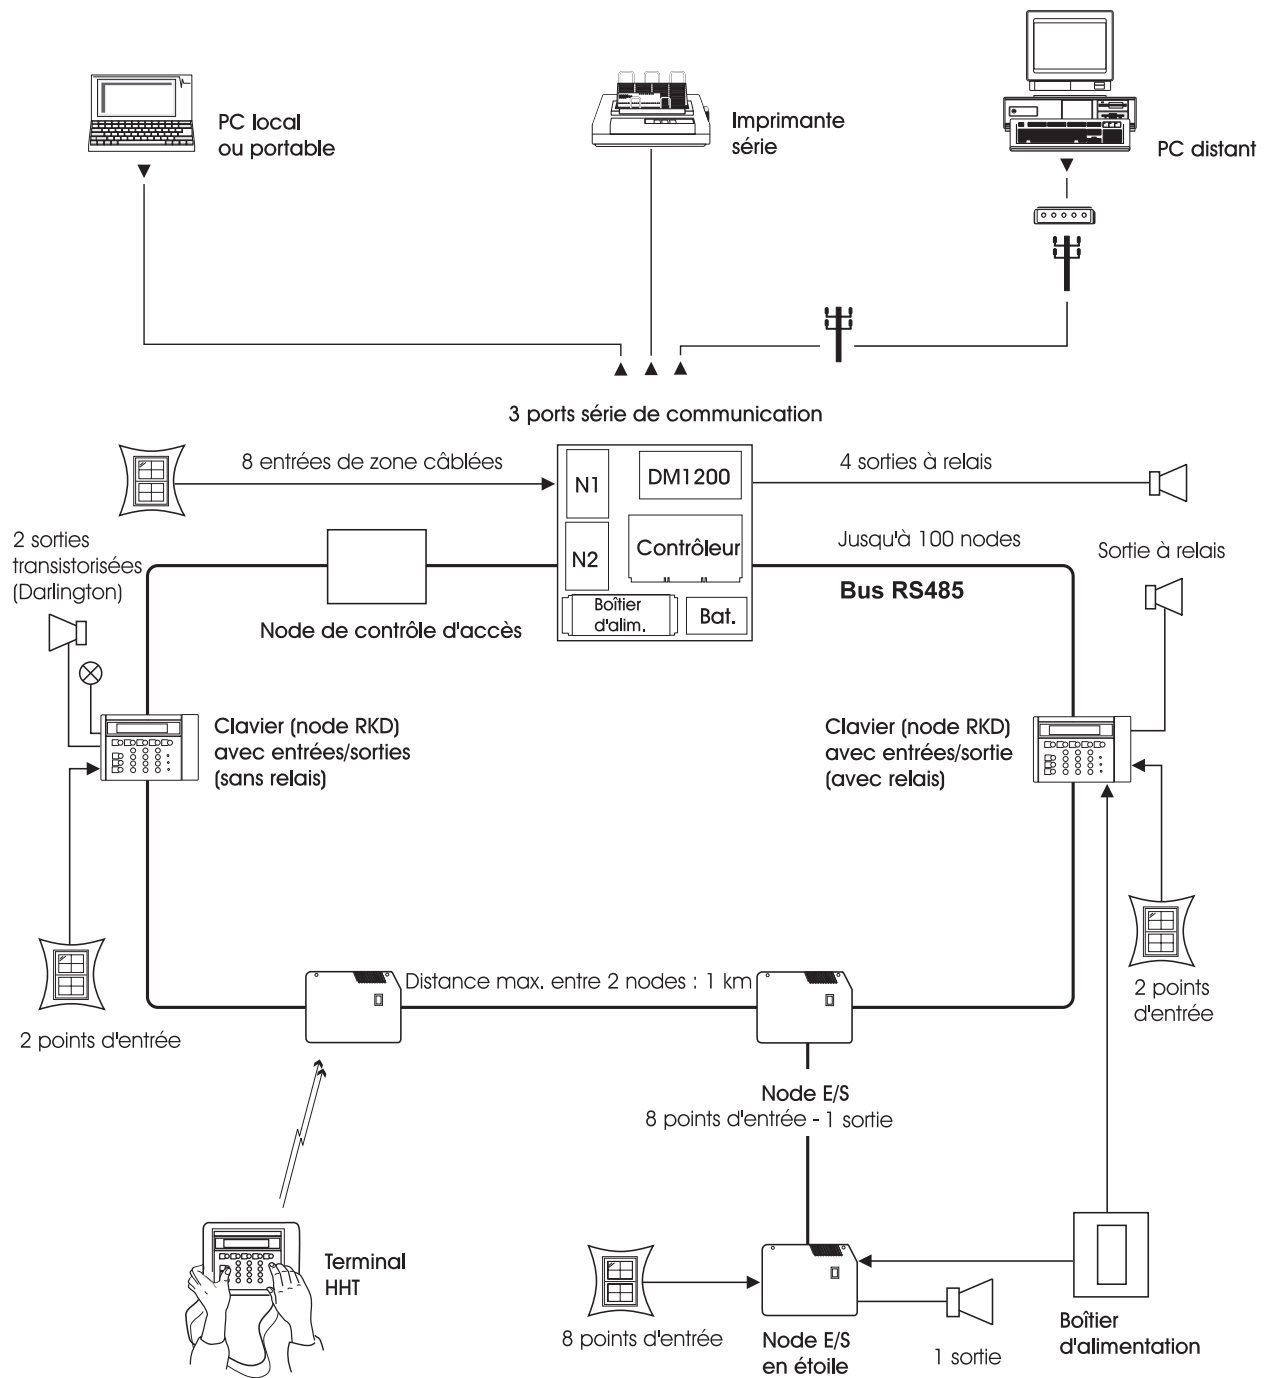 PC local
ou portable
Imprimante
série
PC distant
3 ports série de communication
8 entrées de zone câblées
N1
DM1200
4 sorties à relais
2 sorties
transistorisées
(Darlington)
N2
Contrôleur
Jusqu'à 100 nodes
Sortie à relais
Bus RS485
Boîtier
d'alim.
Bat.
Node de contrôle d'accès
Clavier (node RKD)
avec entrées/sorties
(sans relais)
Clavier (node RKD)
avec entrées/sortie
(avec relais)
Distance max. entre 2 nodes : 1 km
2 points d'entrée
2 points
d'entrée
Node E/S
8 points d'entrée - 1 sortie
Terminal
HHT
8 points d'entrée
Node E/S
en étoile
1 sortie
Boîtier
d'alimentation